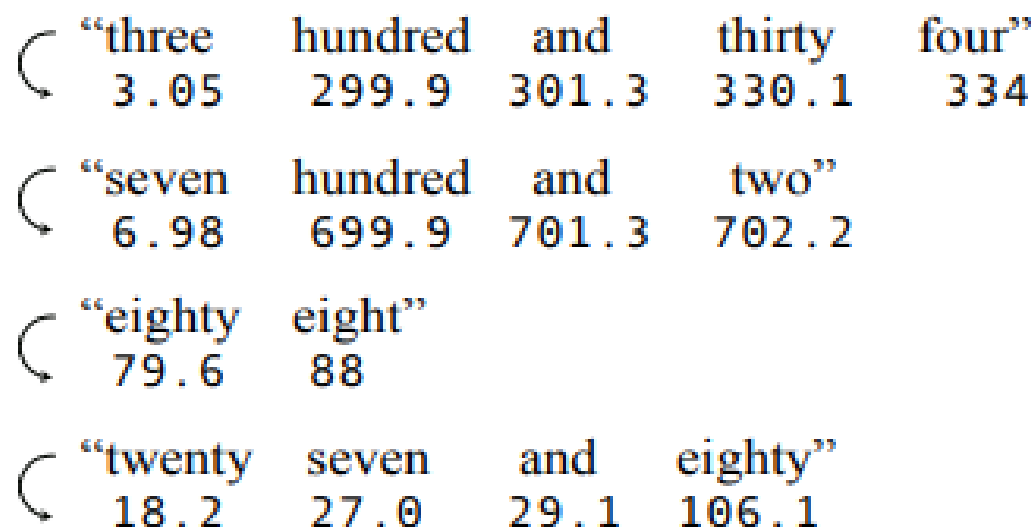 “three hundred and thirty four”
3.05 299.9 301.3 330.1 334
“seven hundred and two”
6.98 699.9 701.3 702.2
“eighty eight”
79.6 88
“twenty seven and eighty”
18.2 27.0 29.1 106.1